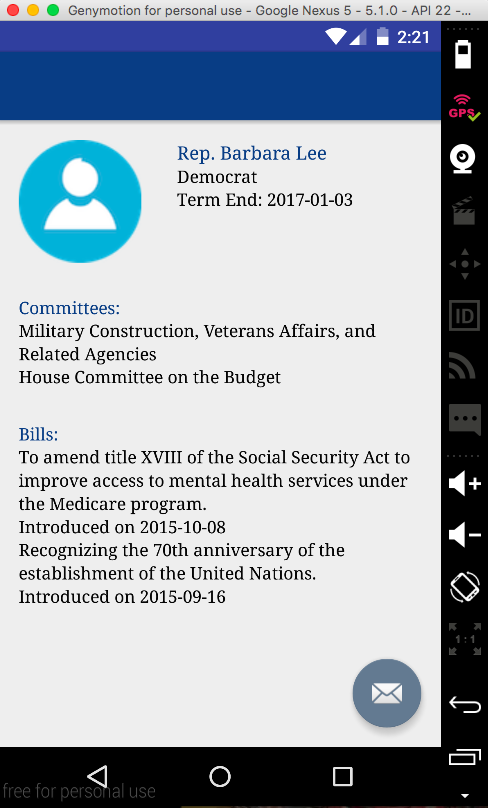 Genymotion for personal use - Google Nexus 5 - 5.1.0 - API 22 -...
2:21
GPS
Rep. Barbara Lee
Democrat
Term End: 2017-01-03
ID
Committees:
Military Construction, Veterans Affairs, and
Related Agencies
House Committee on the Budget
Bills:
To amend title XVIII of the Social Security Act to
improve access to mental health services under
the Medicare program.
Introduced on 2015-10-08
Recognizing the 70th anniversary of the
establishment of the United Nations.
Introduced on 2015-09-16
1:1
free for personal use